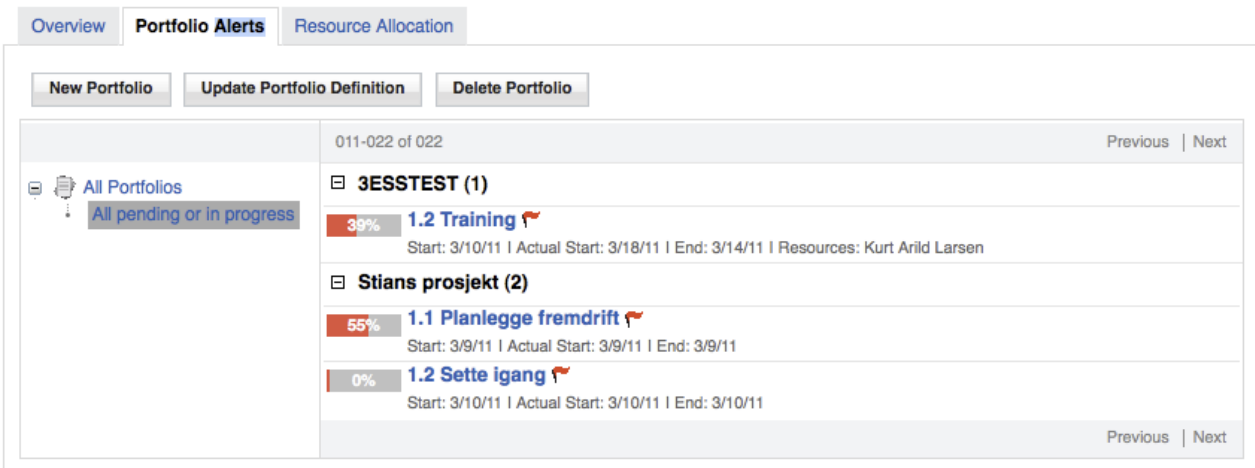 Overview Portfolio Alerts Resource Allocation
New Portfolio Update Portfolio Definition Delete Portfolio
011-022 of 022 Previous | Next
All Portfolios
All pending or in progress
3ESSTEST (1)
39% 1.2 Training
Start: 3/10/11 I Actual Start: 3/18/11 I End: 3/14/11 I Resources: Kurt Arild Larsen
Stians prosjekt (2)
55% 1.1 Planlegge fremdrift
Start: 3/9/11 I Actual Start: 3/9/11 I End: 3/9/11
0% 1.2 Sette igang
Start: 3/10/11 I Actual Start: 3/10/11 I End: 3/10/11
Previous | Next